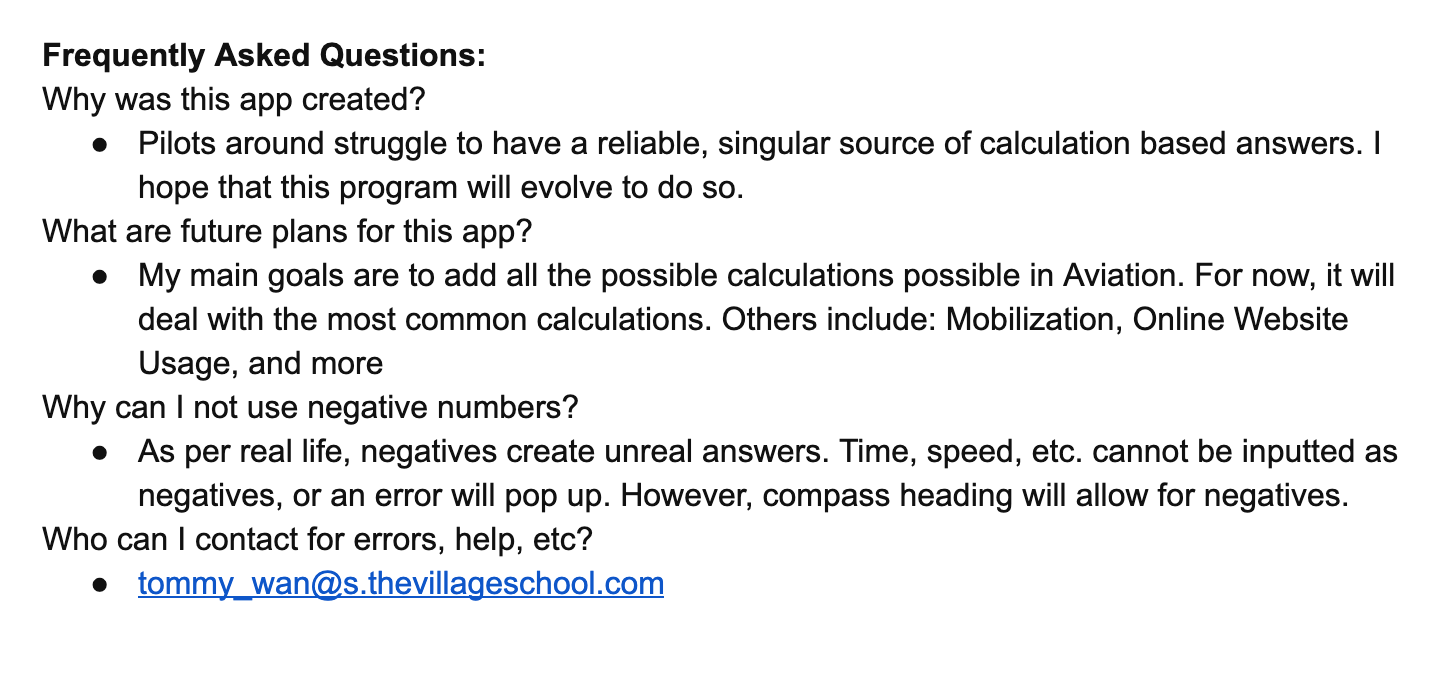 Frequently Asked Questions:
Why was this app created?
● Pilots around struggle to have a reliable, singular source of calculation based answers. I
hope that this program will evolve to do so.
What are future plans for this app?
● My main goals are to add all the possible calculations possible in Aviation. For now, it will
deal with the most common calculations. Others include: Mobilization, Online Website
Usage, and more
Why can I not use negative numbers?
● As per real life, negatives create unreal answers. Time, speed, etc. cannot be inputted as
negatives, or an error will pop up. However, compass heading will allow for negatives.
Who can I contact for errors, help, etc?
● tommy_wan@s.thevillageschool.com